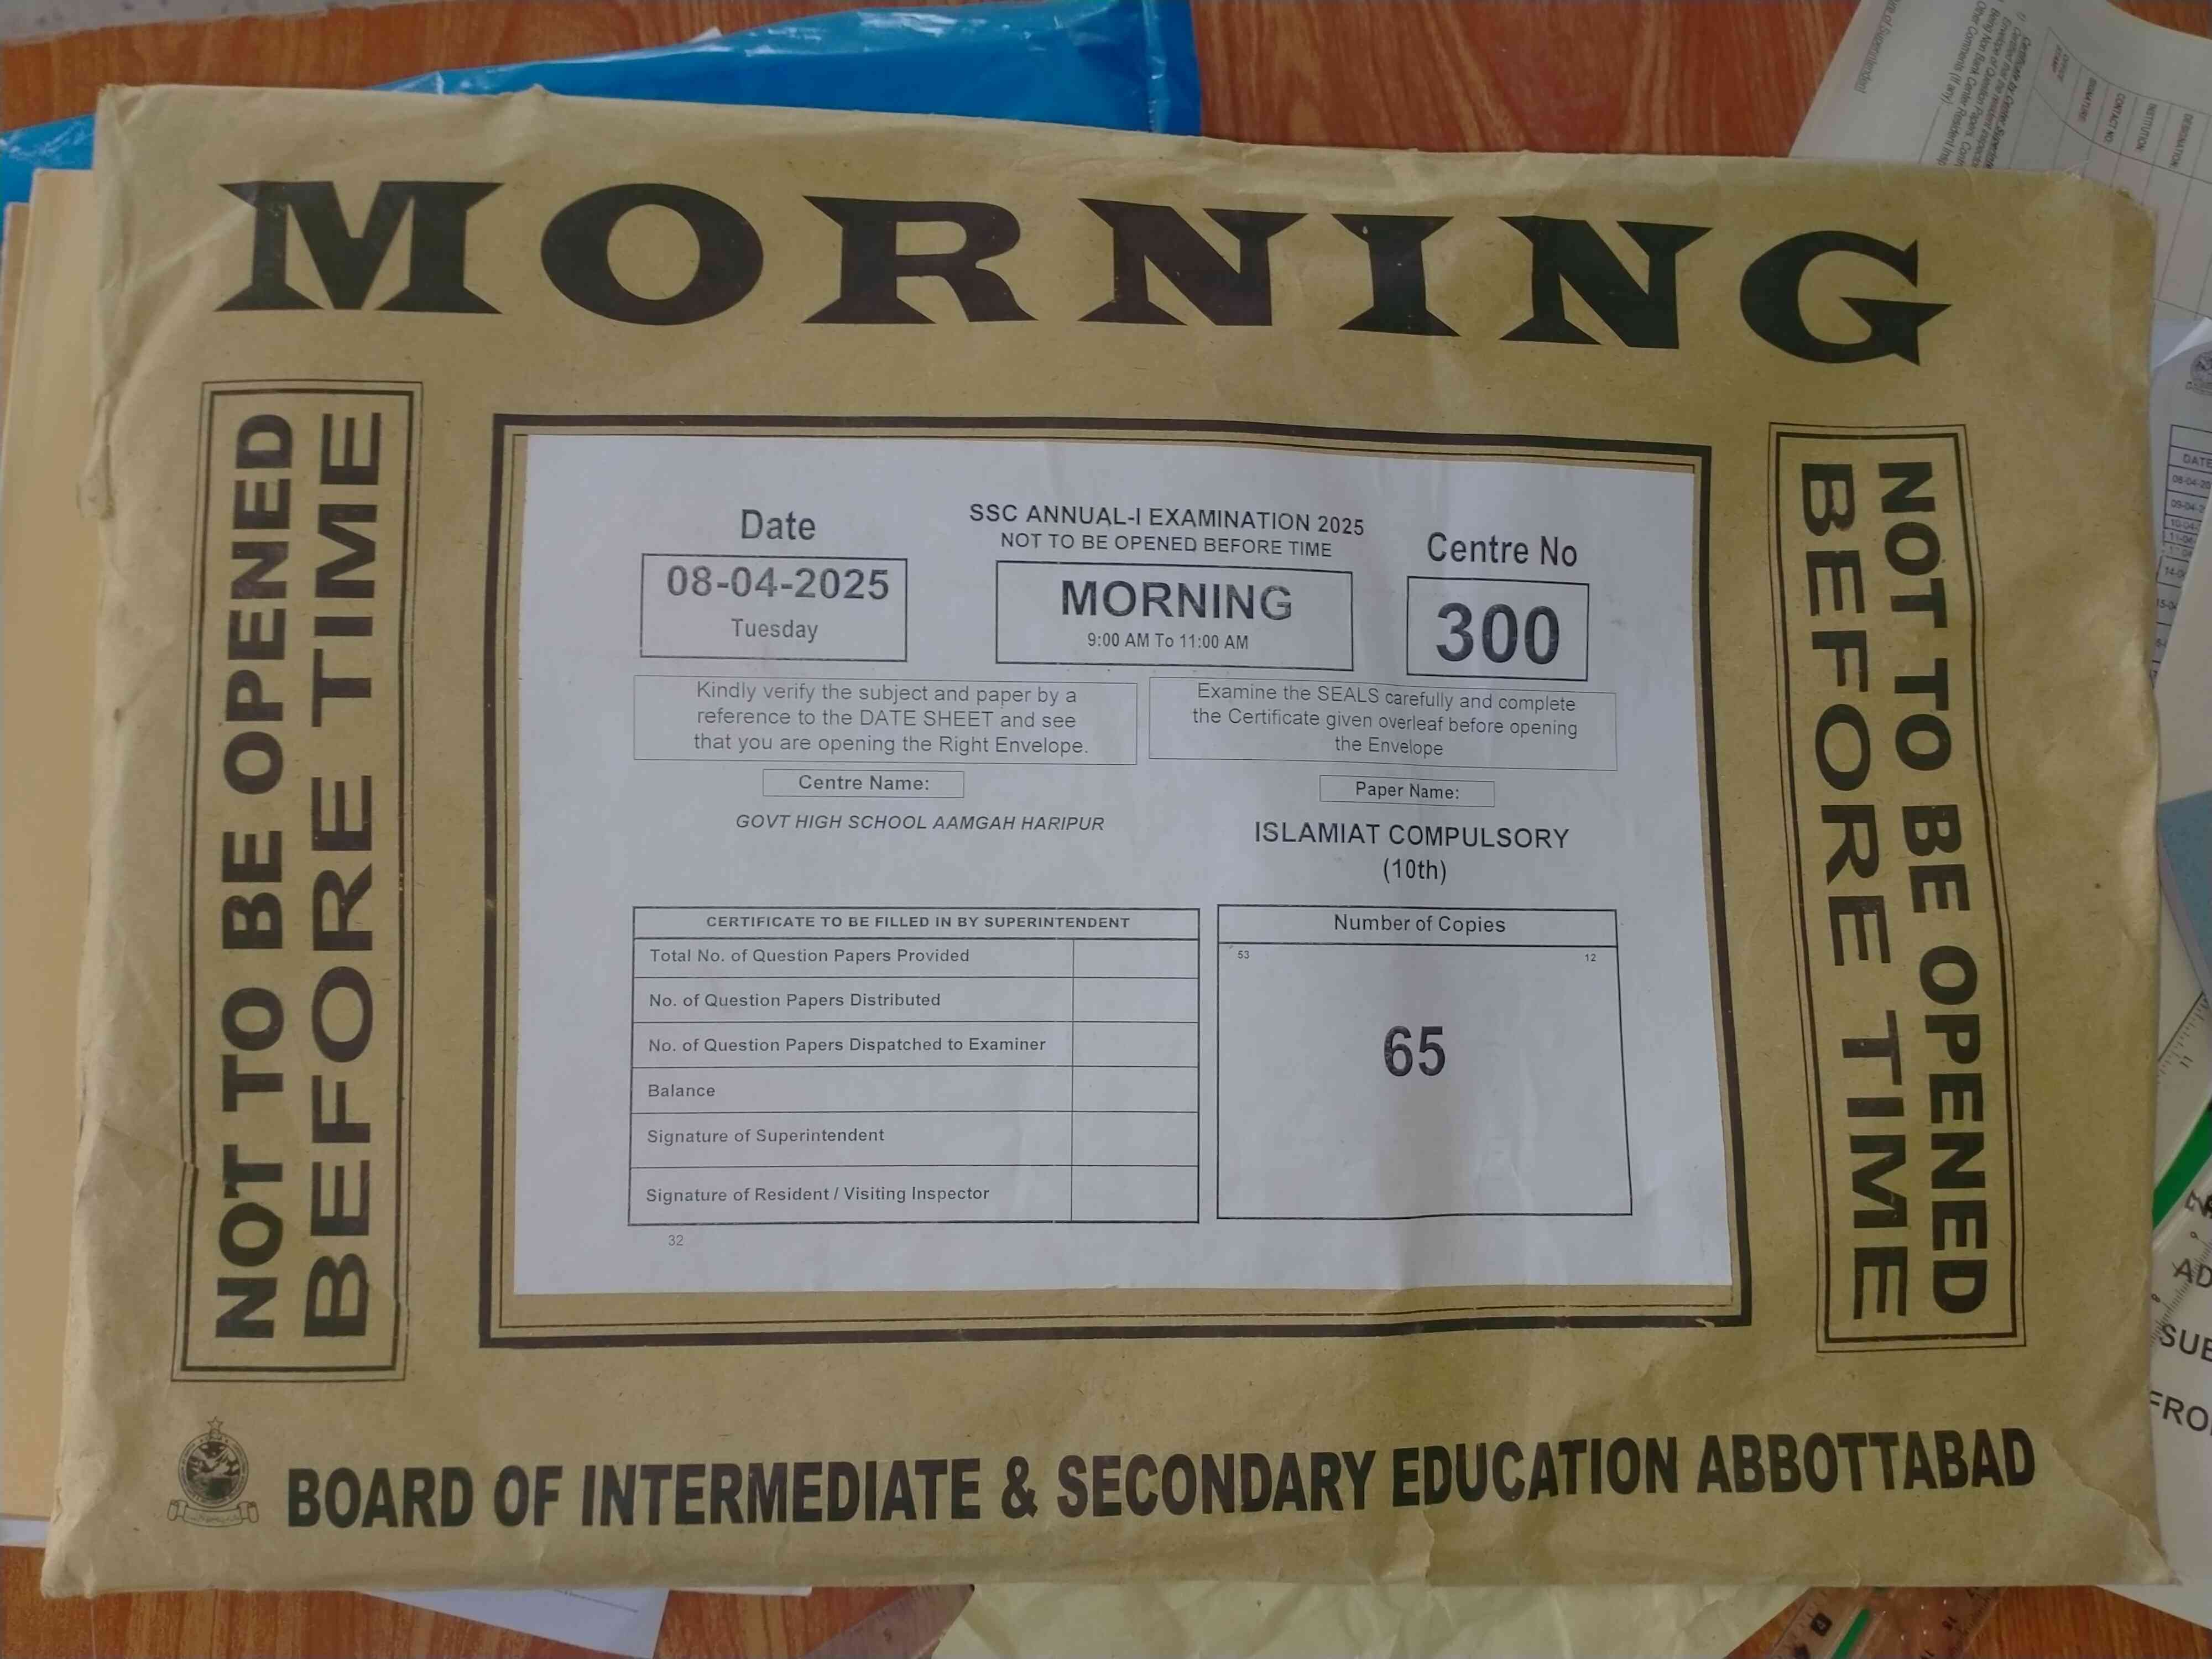 MORNING
NOT TO BE OPENED
BEFORE TIME
Date
08-04-2025
Tuesday
SSC ANNUAL-I EXAMINATION 2025
NOT TO BE OPENED BEFORE TIME
MORNING
9:00 AM To 11:00 AM
Centre No
300
Kindly verify the subject and paper by a
reference to the DATE SHEET and see
that you are opening the Right Envelope.
Examine the SEALS carefully and complete
the Certificate given overleaf before opening
the Envelope
Centre Name:
GOVT HIGH SCHOOL AAMGAH HARIPUR
Paper Name:
ISLAMIAT COMPULSORY
(10th)
CERTIFICATE TO BE FILLED IN BY SUPERINTENDENT
Total No. of Question Papers Provided
No. of Question Papers Distributed
No. of Question Papers Dispatched to Examiner
Balance
Signature of Superintendent
Signature of Resident / Visiting Inspector
32
Number of Copies
53 12
65
NOT TO BE OPENED
BEFORE TIME
BOARD OF INTERMEDIATE & SECONDARY EDUCATION ABBOTTABAD
DESIGNATION
INSTITUTION
CONTACT NO.
DATE